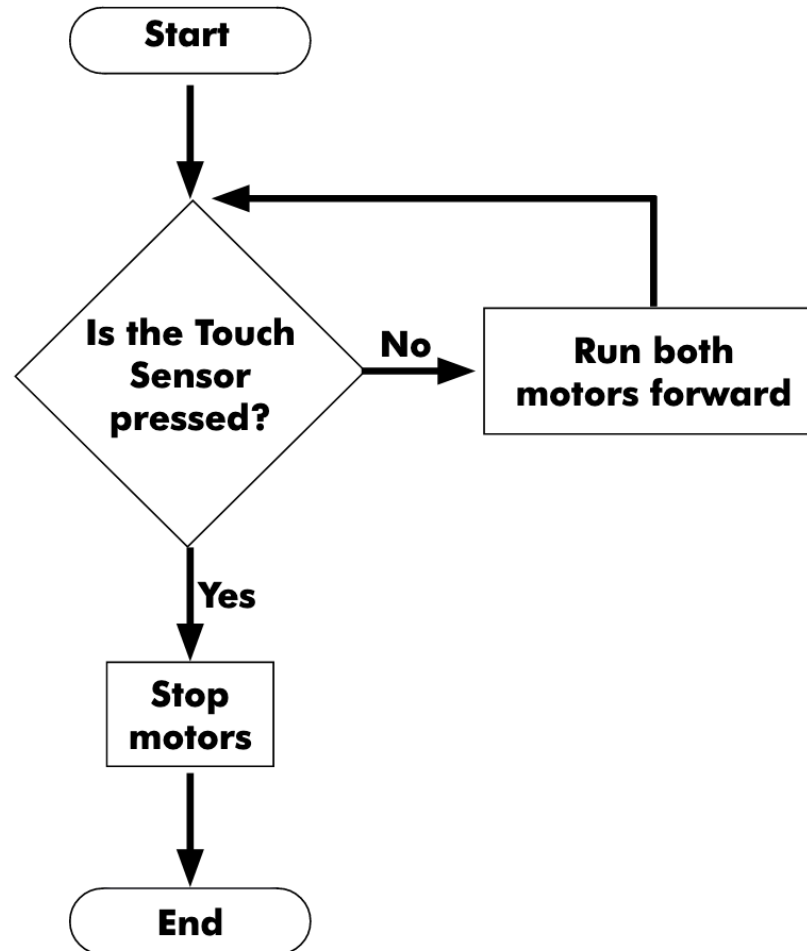 Start
Is the Touch
Sensor
pressed?
No
Run both
motors forward
Yes
Stop
motors
End